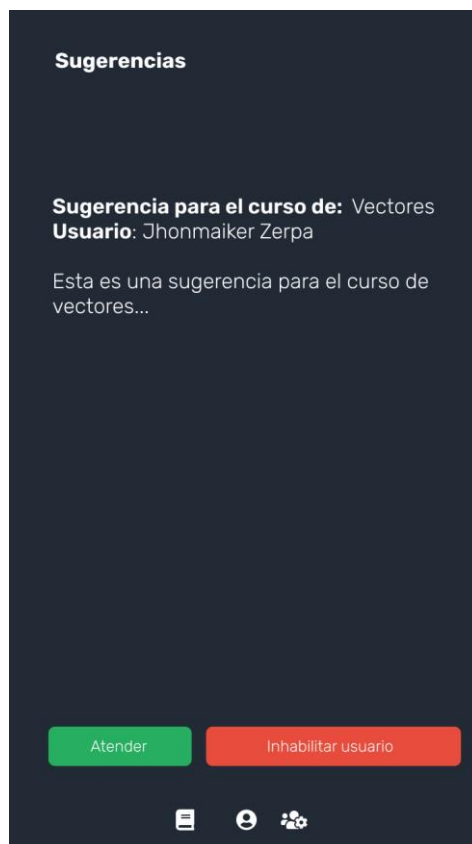 Sugerencias
Sugerencia para el curso de: Vectores
Usuario: Jhonmaiker Zerpa
Esta es una sugerencia para el curso de
vectores...
Atender
Inhabilitar usuario